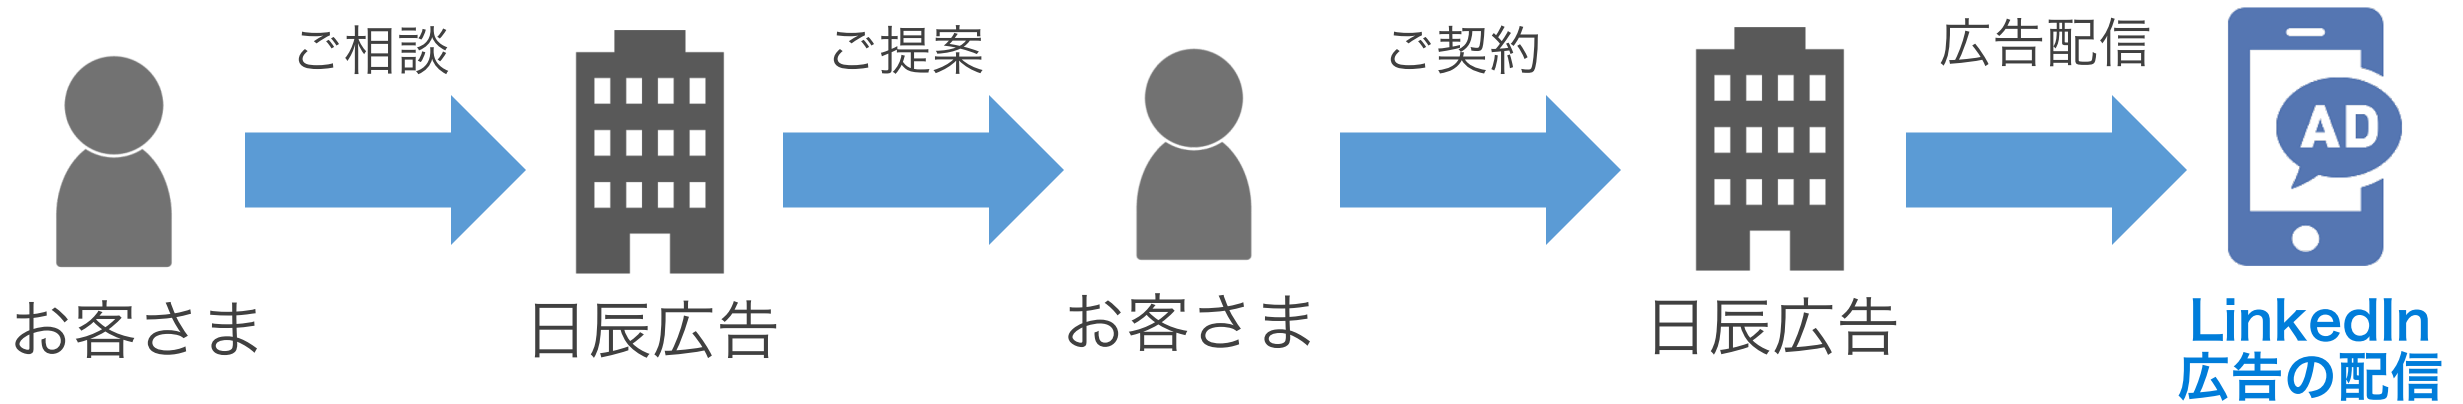 ご相談
ご提案
ご契約
広告配信
AD
お客さま
日辰広告
お客さま
日辰広告
LinkedIn
広告の配信